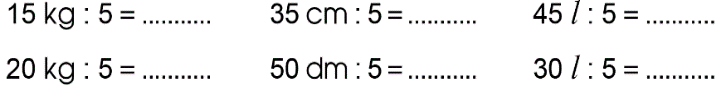 15 kg : 5 = ........... 35 cm : 5 = ........... 45 l : 5 = ...........
20 kg : 5 = ........... 50 dm : 5 = ........... 30 l : 5 = ...........